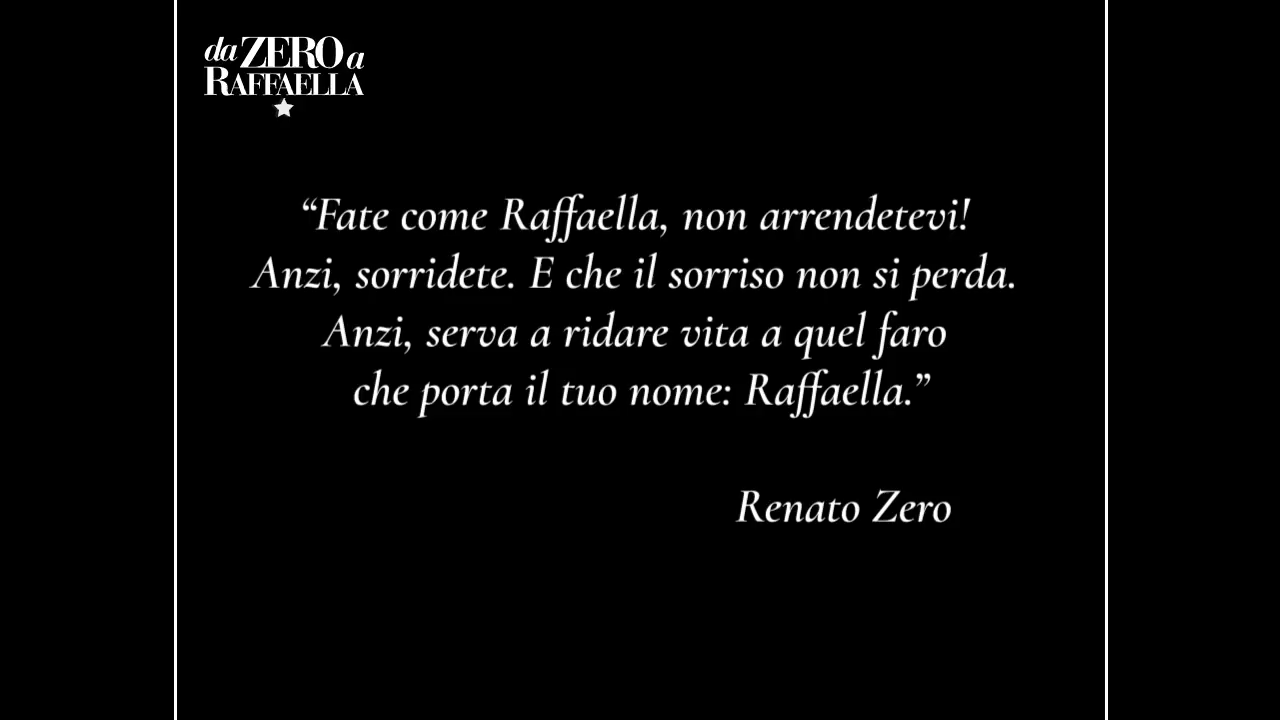 da ZERO a
RAFFAELLA
“Fate come Raffaella, non arrendetevi!
Anzi, sorridete. E che il sorriso non si perda.
Anzi, serva a ridare vita a quel faro
che porta il tuo nome: Raffaella.”
Renato Zero